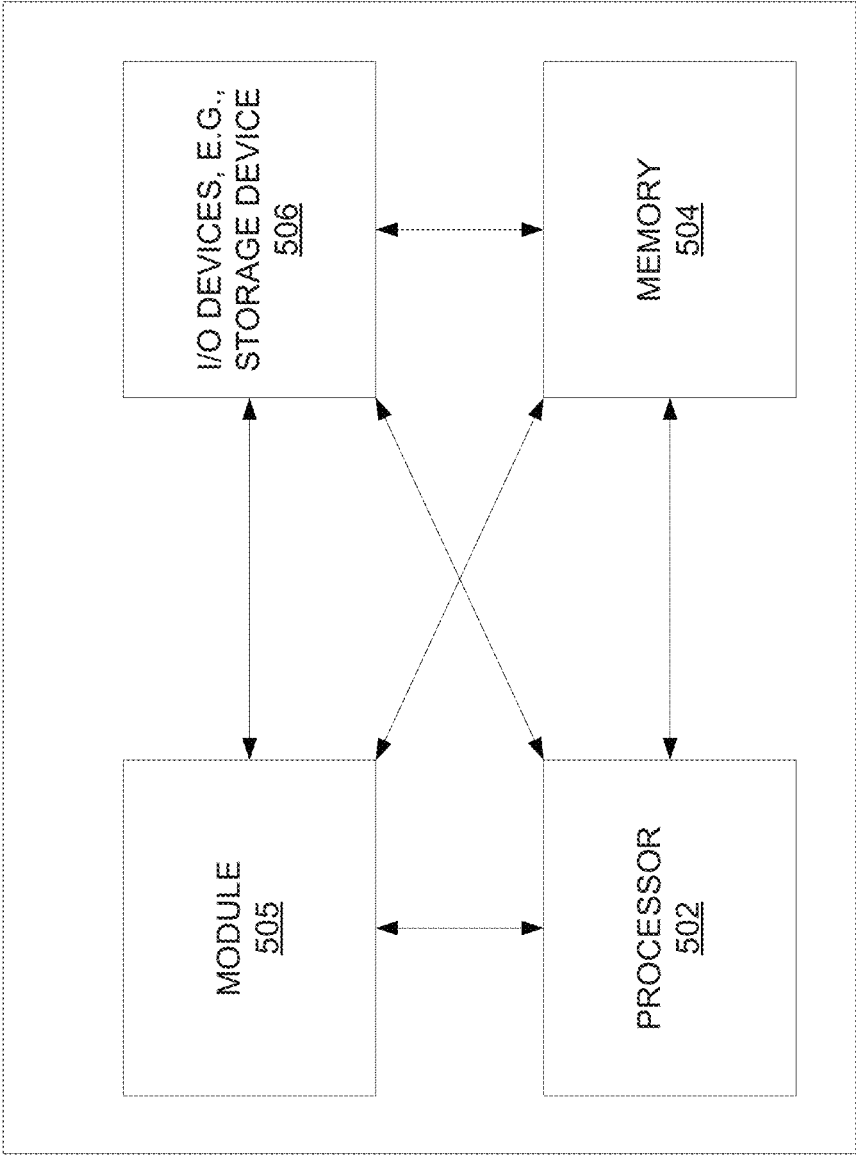 MODULE
505
I/O DEVICES, E.G.,
STORAGE DEVICE
506
PROCESSOR
502
MEMORY
504